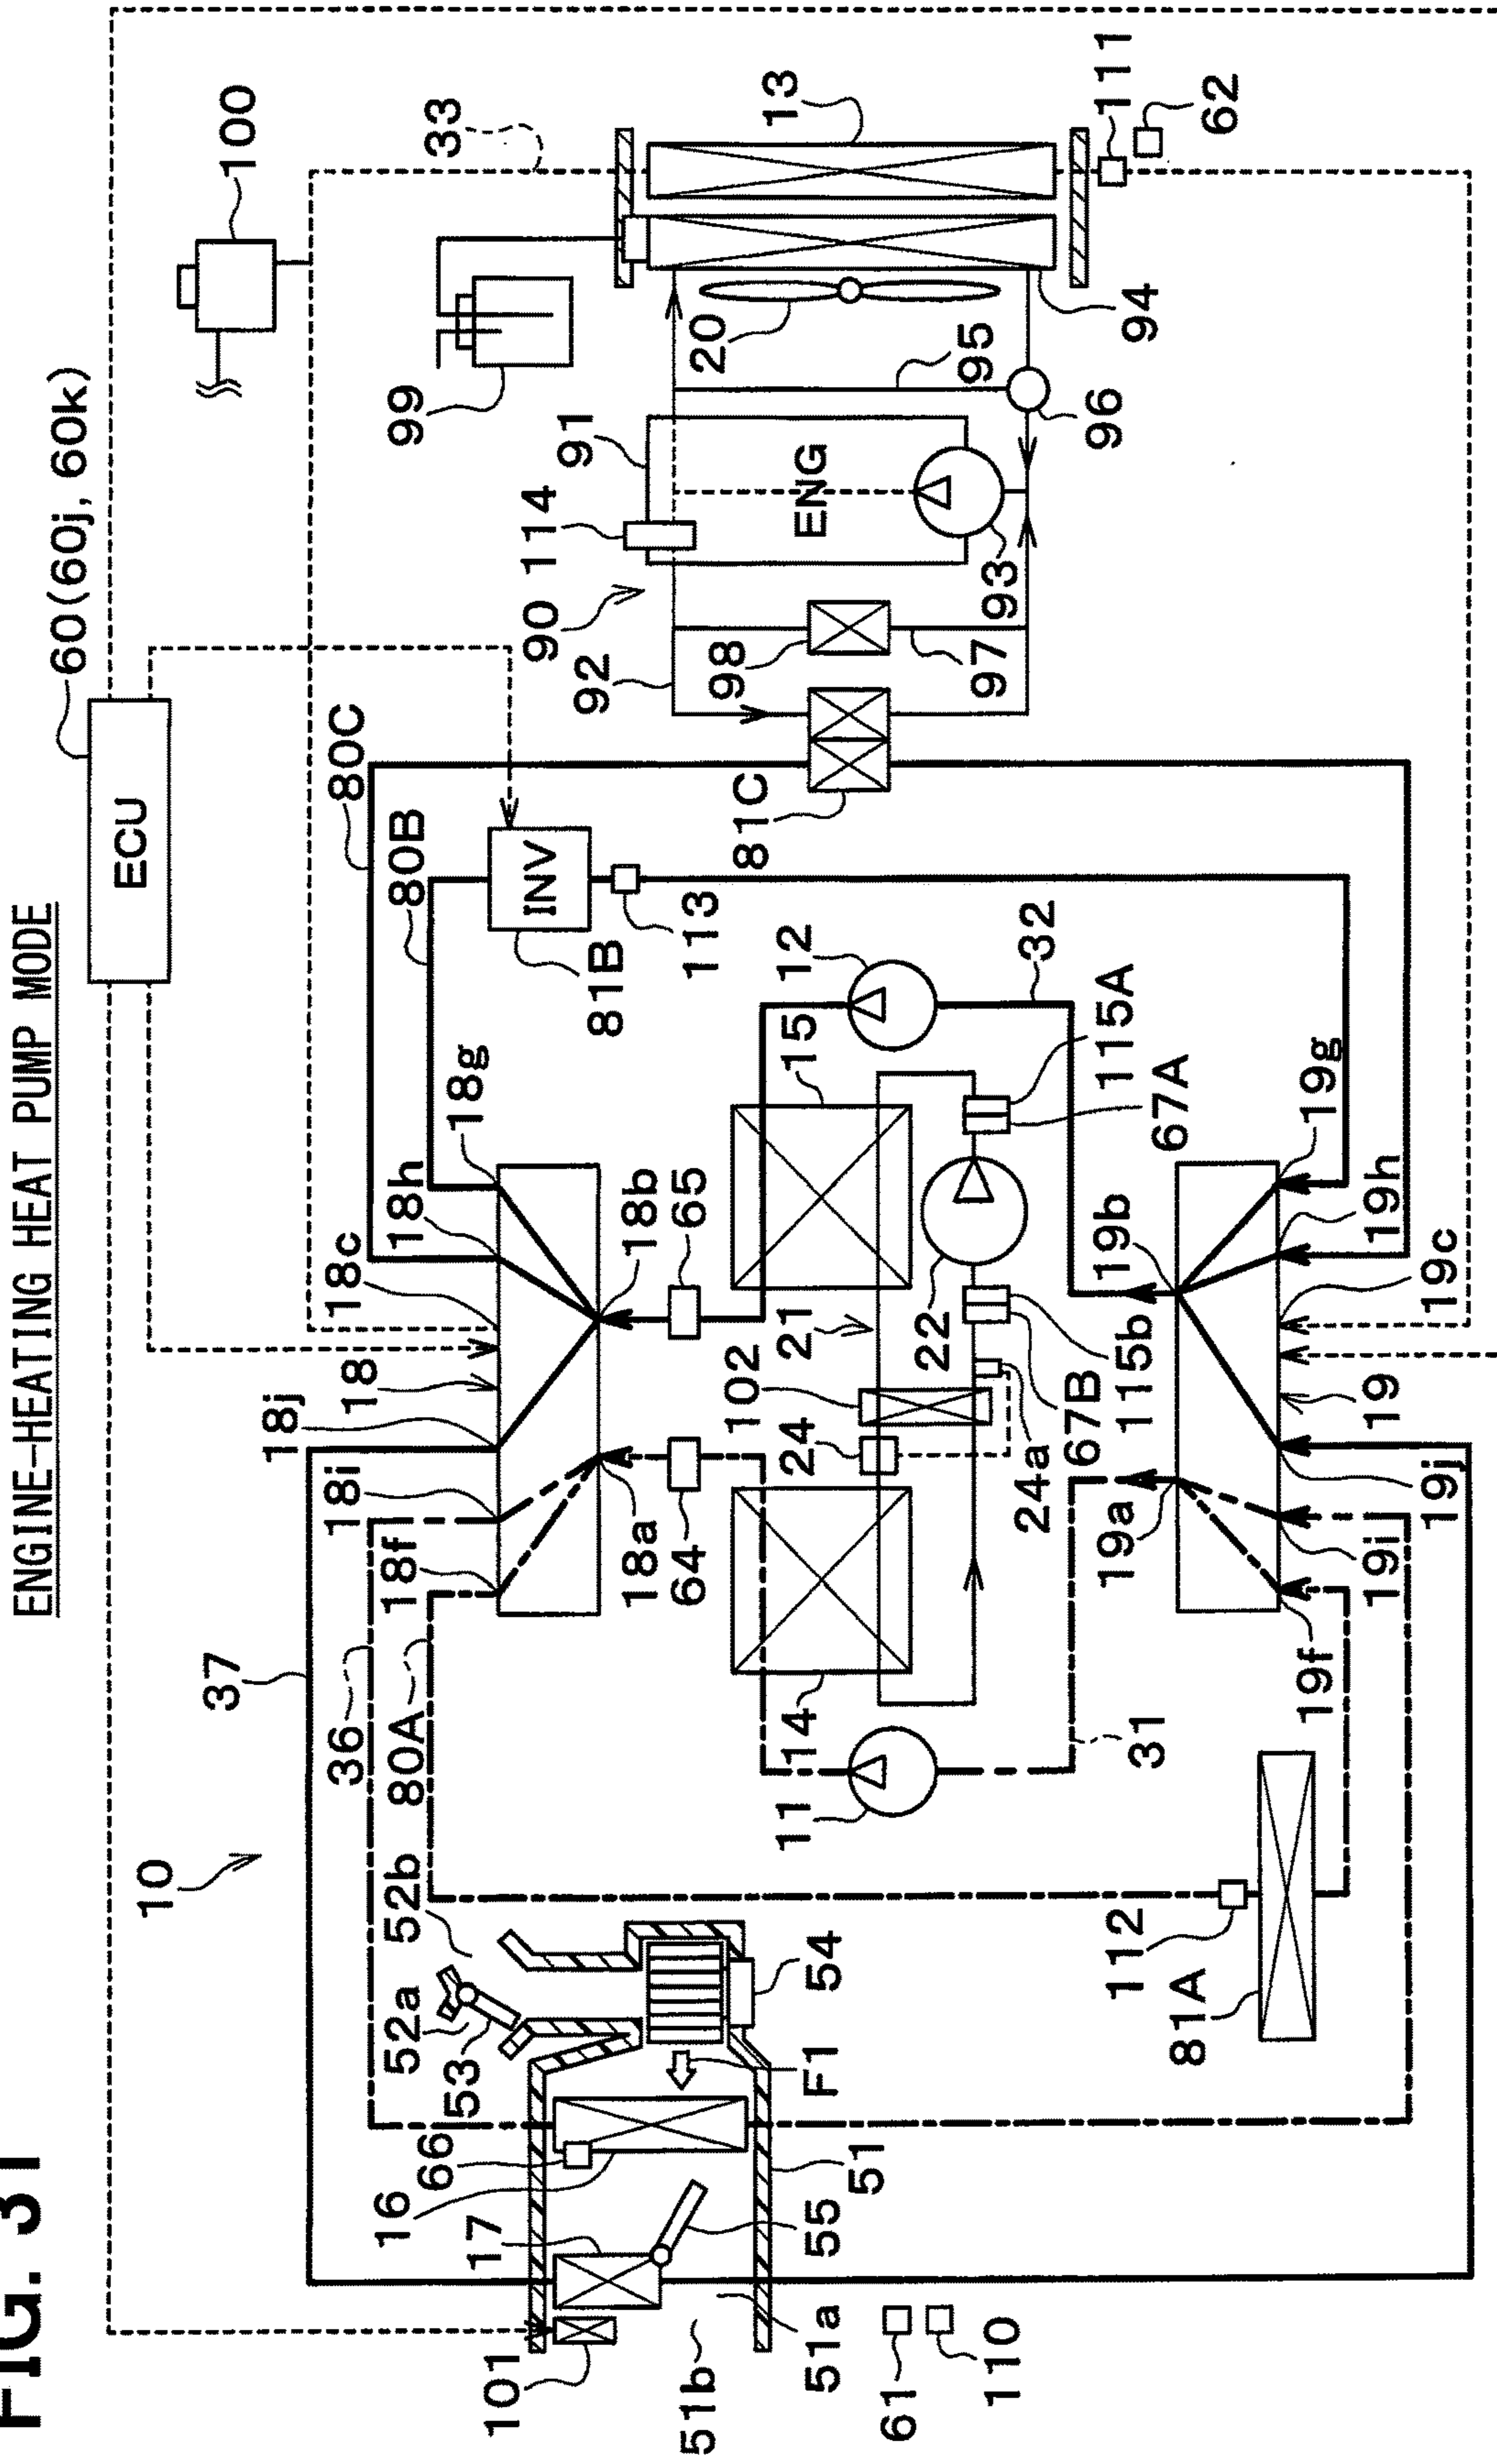 FIG. 31
ENGINE-HEATING HEAT PUMP MODE
60(60j, 60k)
ECU
100
33
13
111
62
99
20
94
95
96
91
ENG
114
93
90
92
98
97
80C
80B
81C
INV
81B
113
12
32
15
115A
67A
18g
18h
18c
18b
65
19b
19g
19h
19c
18j
18
21
22
102
24
115b
67B
24a
19
19j
18i
18f
18a
64
19a
19i
19f
37
36
80A
14
11
31
10
52b
52a
53
54
F1
112
81A
66
16
17
51
55
51a
51b
101
61
110